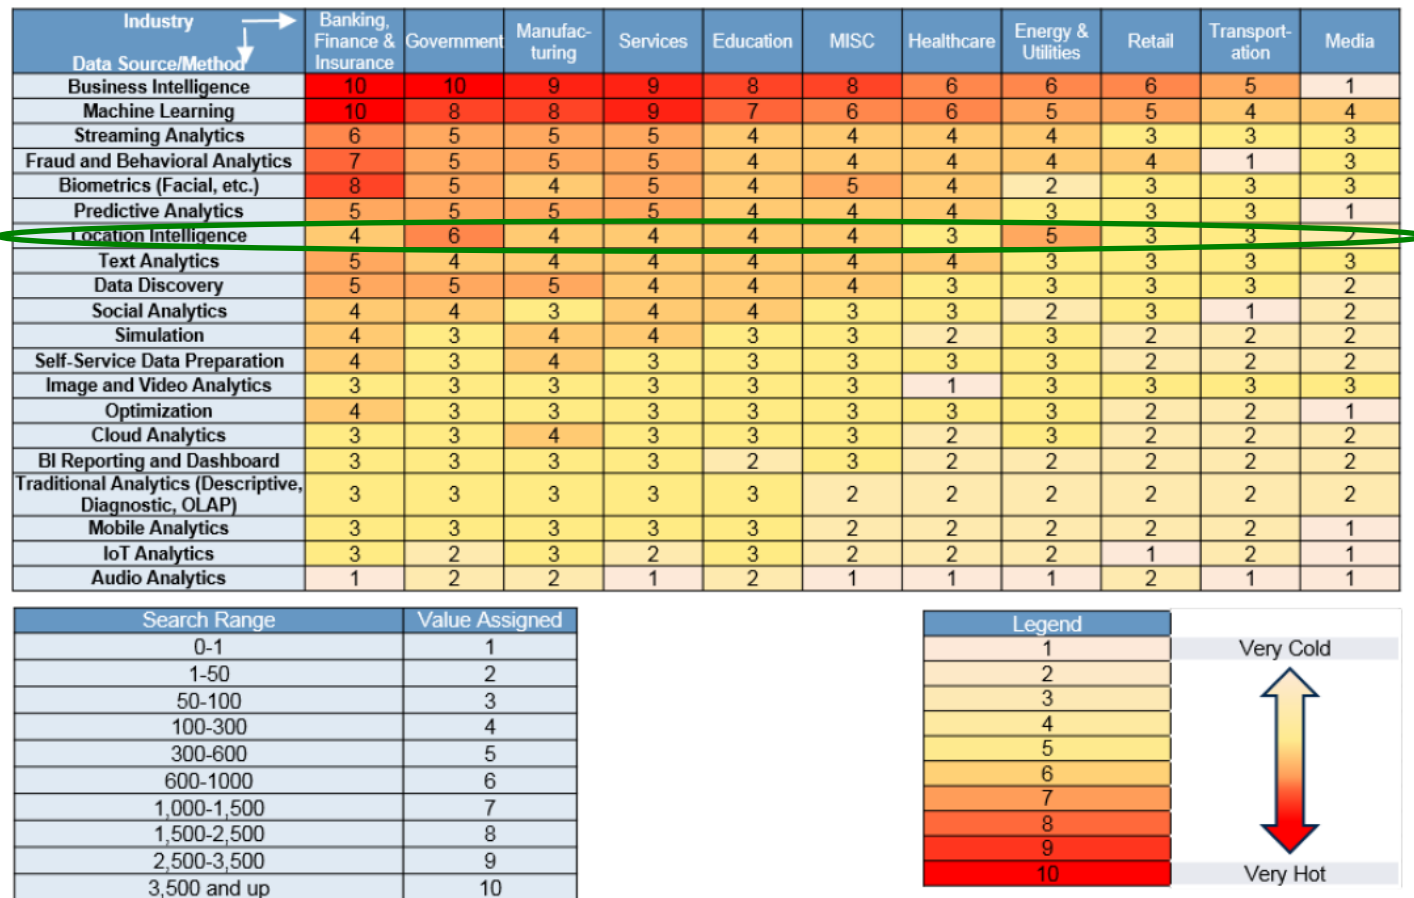 Industry
Data Source/Method
Banking, Finance & Insurance Government Manufac-turing Services Education MISC Healthcare Energy & Utilities Retail Transport-ation Media
Business Intelligence 10 10 9 9 8 8 6 6 6 5 1
Machine Learning 10 8 8 9 7 6 6 5 5 4 4
Streaming Analytics 6 5 5 5 4 4 4 4 3 3 3
Fraud and Behavioral Analytics 7 5 5 5 4 4 4 4 4 1 3
Biometrics (Facial, etc.) 8 5 4 5 4 5 4 2 3 3 3
Predictive Analytics 5 5 5 5 4 4 4 3 3 3 1
Location Intelligence 4 6 4 4 4 4 3 5 3 3 2
Text Analytics 5 4 4 4 4 4 4 3 3 3 3
Data Discovery 5 5 5 4 4 4 3 3 3 3 2
Social Analytics 4 4 3 4 4 3 3 2 3 1 2
Simulation 4 3 4 4 3 3 2 3 2 2 2
Self-Service Data Preparation 4 3 4 3 3 3 3 3 2 2 2
Image and Video Analytics 3 3 3 3 3 3 1 3 3 3 3
Optimization 4 3 3 3 3 3 3 3 2 2 1
Cloud Analytics 3 3 4 3 3 3 2 3 2 2 2
BI Reporting and Dashboard 3 3 3 3 2 3 2 2 2 2 2
Traditional Analytics (Descriptive,
Diagnostic, OLAP) 3 3 3 3 3 2 2 2 2 2 2
Mobile Analytics 3 3 3 3 3 2 2 2 2 2 1
IoT Analytics 3 2 3 2 3 2 2 2 1 2 1
Audio Analytics 1 2 2 1 2 1 1 1 2 1 1
Search Range Value Assigned
0-1 1
1-50 2
50-100 3
100-300 4
300-600 5
600-1000 6
1,000-1,500 7
1,500-2,500 8
2,500-3,500 9
3,500 and up 10
Legend
1 Very Cold
2
3
4
5
6
7
8
9
10 Very Hot